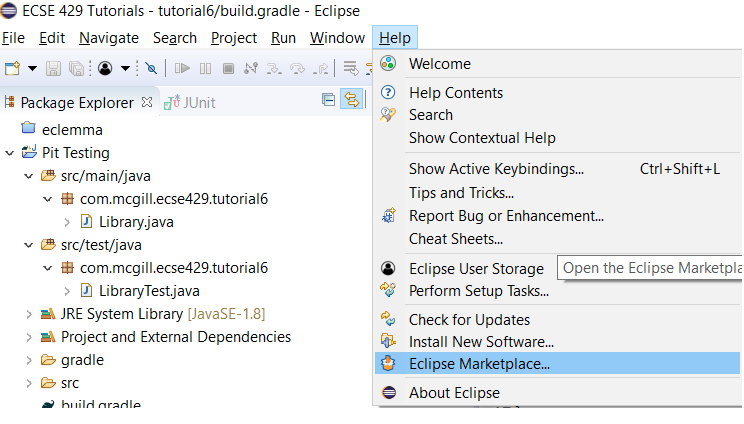 ECSE 429 Tutorials - tutorial6/build.gradle - Eclipse
File Edit Navigate Search Project Run Window Help
Package Explorer JUnit
eclemma
Pit Testing
src/main/java
com.mcgill.ecse429.tutorial6
Library.java
src/test/java
com.mcgill.ecse429.tutorial6
LibraryTest.java
JRE System Library [JavaSE-1.8]
Project and External Dependencies
gradle
src
build.gradle
Welcome
Help Contents
Search
Show Contextual Help
Show Active Keybindings... Ctrl+Shift+L
Tips and Tricks...
Report Bug or Enhancement...
Cheat Sheets...
Eclipse User Storage
Open the Eclipse Marketpla
Perform Setup Tasks...
Check for Updates
Install New Software...
Eclipse Marketplace...
About Eclipse